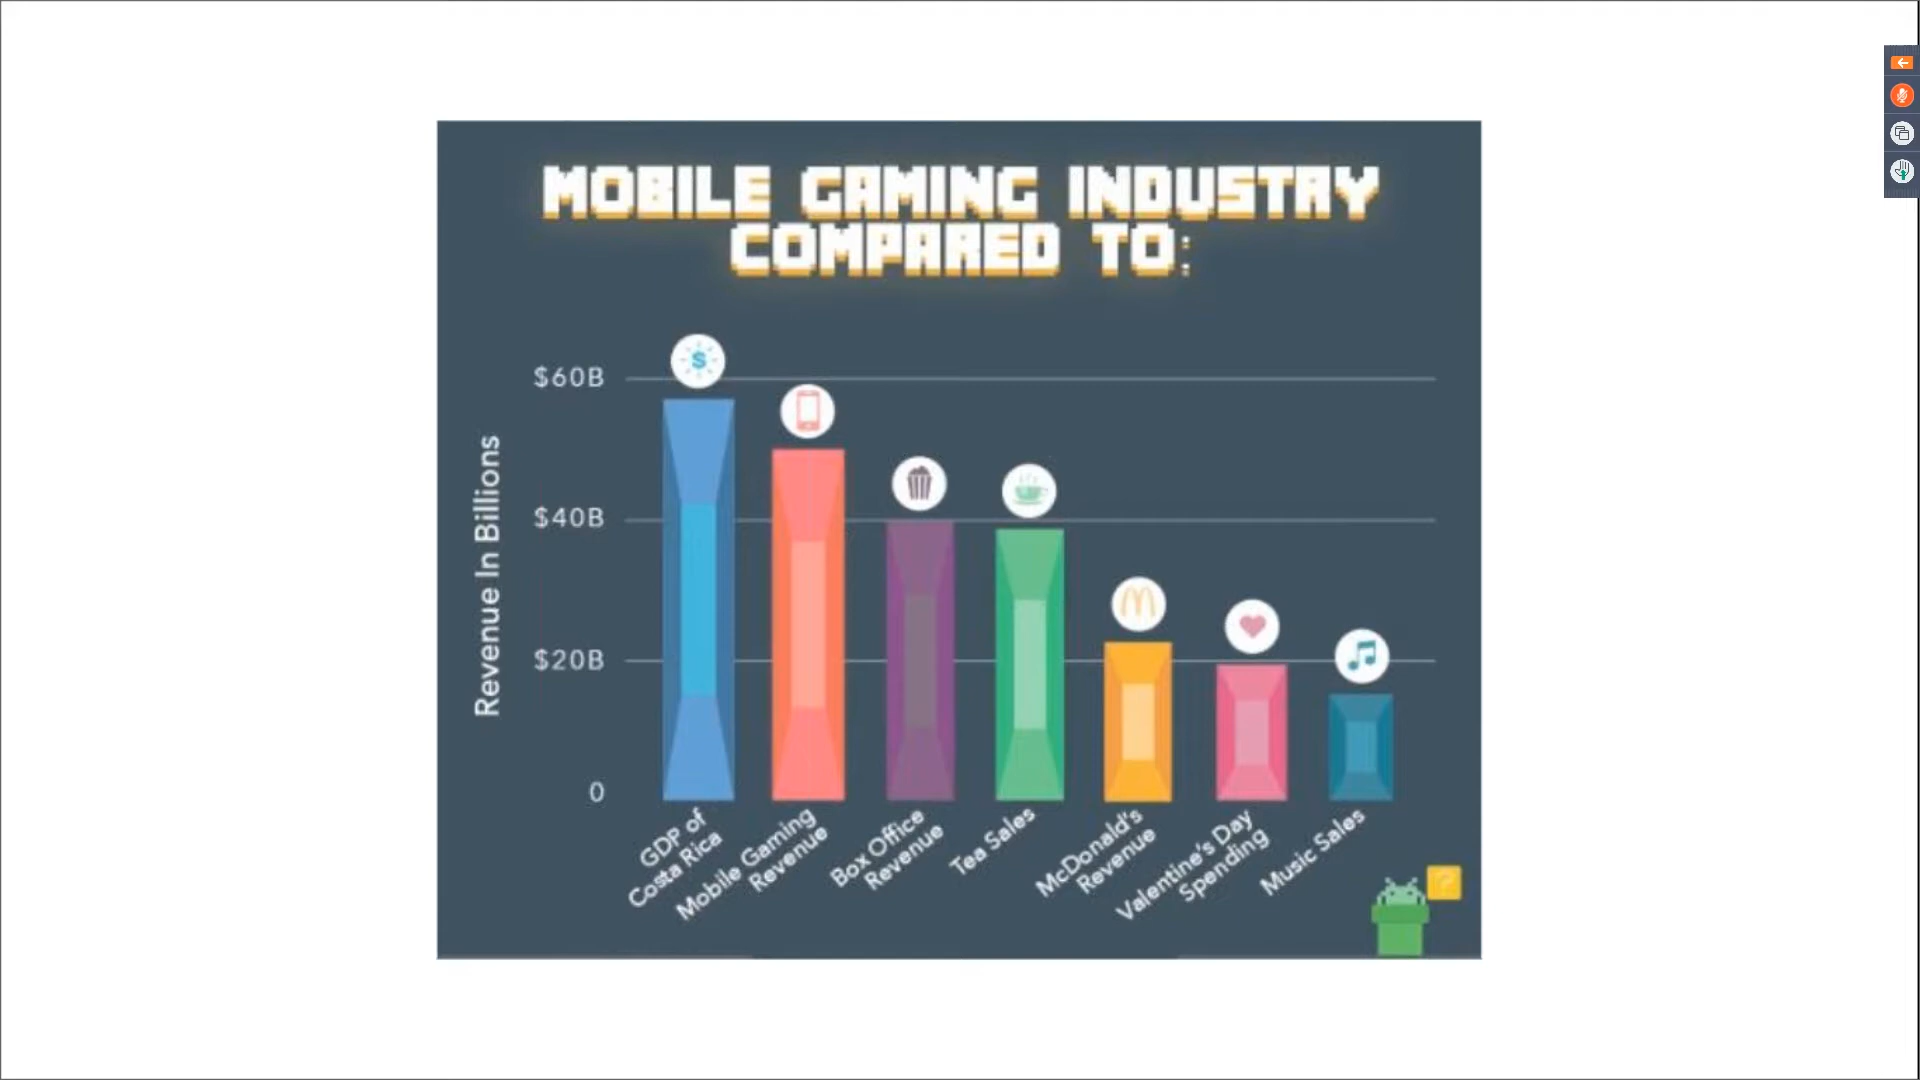 MOBILE GAMING INDUSTRY
COMPARED TO:
$60B
$40B
$20B
0
Revenue In Billions
GDP of
Costa Rica
Mobile Gaming
Revenue
Box Office
Revenue
Tea Sales
McDonald's
Revenue
Valentine's Day
Spending
Music Sales